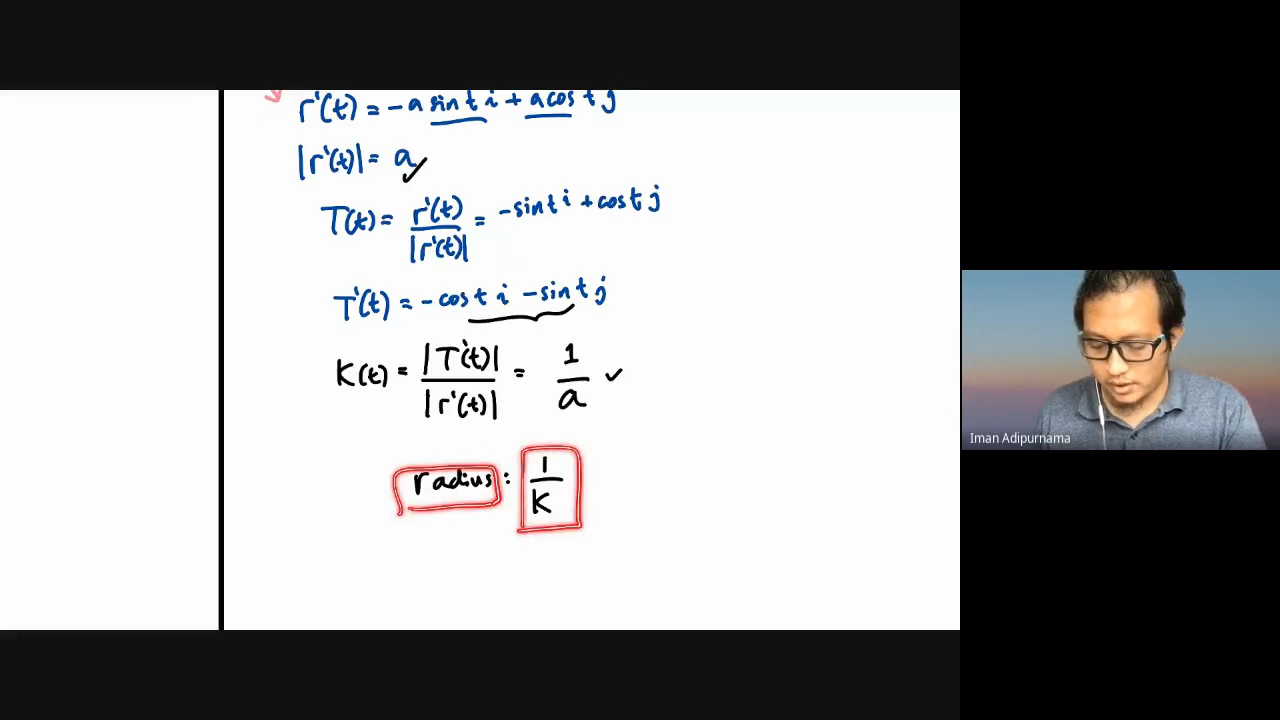 r'(t) = -a sin t i + a cos t j
|r'(t)| = a
T(t) = r'(t) / |r'(t)| = -sin t i + cos t j
T'(t) = -cos t i - sin t j
K(t) = |T'(t)| / |r'(t)| = 1 / a ✓
radius : 1 / K
Iman Adipurnama